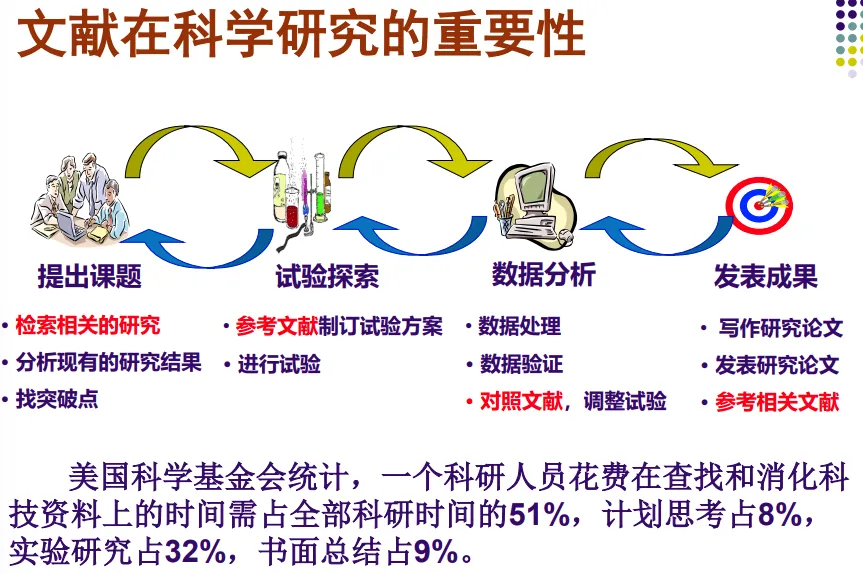 文献在科学研究的重要性
提出课题
• 检索相关的研究
• 分析现有的研究结果
• 找突破点
试验探索
• 参考文献制订试验方案
• 进行试验
数据分析
• 数据处理
• 数据验证
• 对照文献，调整试验
发表成果
• 写作研究论文
• 发表研究论文
• 参考相关文献
美国科学基金会统计，一个科研人员花费在查找和消化科
技资料上的时间需占全部科研时间的51%，计划思考占8%，
实验研究占32%，书面总结占9%。